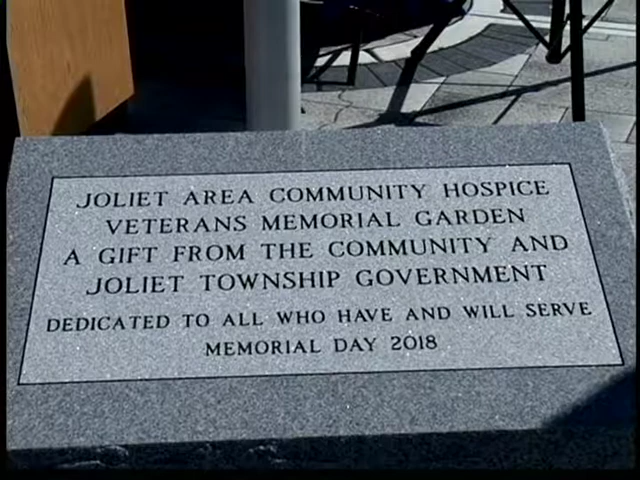 JOLIET AREA COMMUNITY HOSPICE
VETERANS MEMORIAL GARDEN
A GIFT FROM THE COMMUNITY AND
JOLIET TOWNSHIP GOVERNMENT
DEDICATED TO ALL WHO HAVE AND WILL SERVE
MEMORIAL DAY 2018